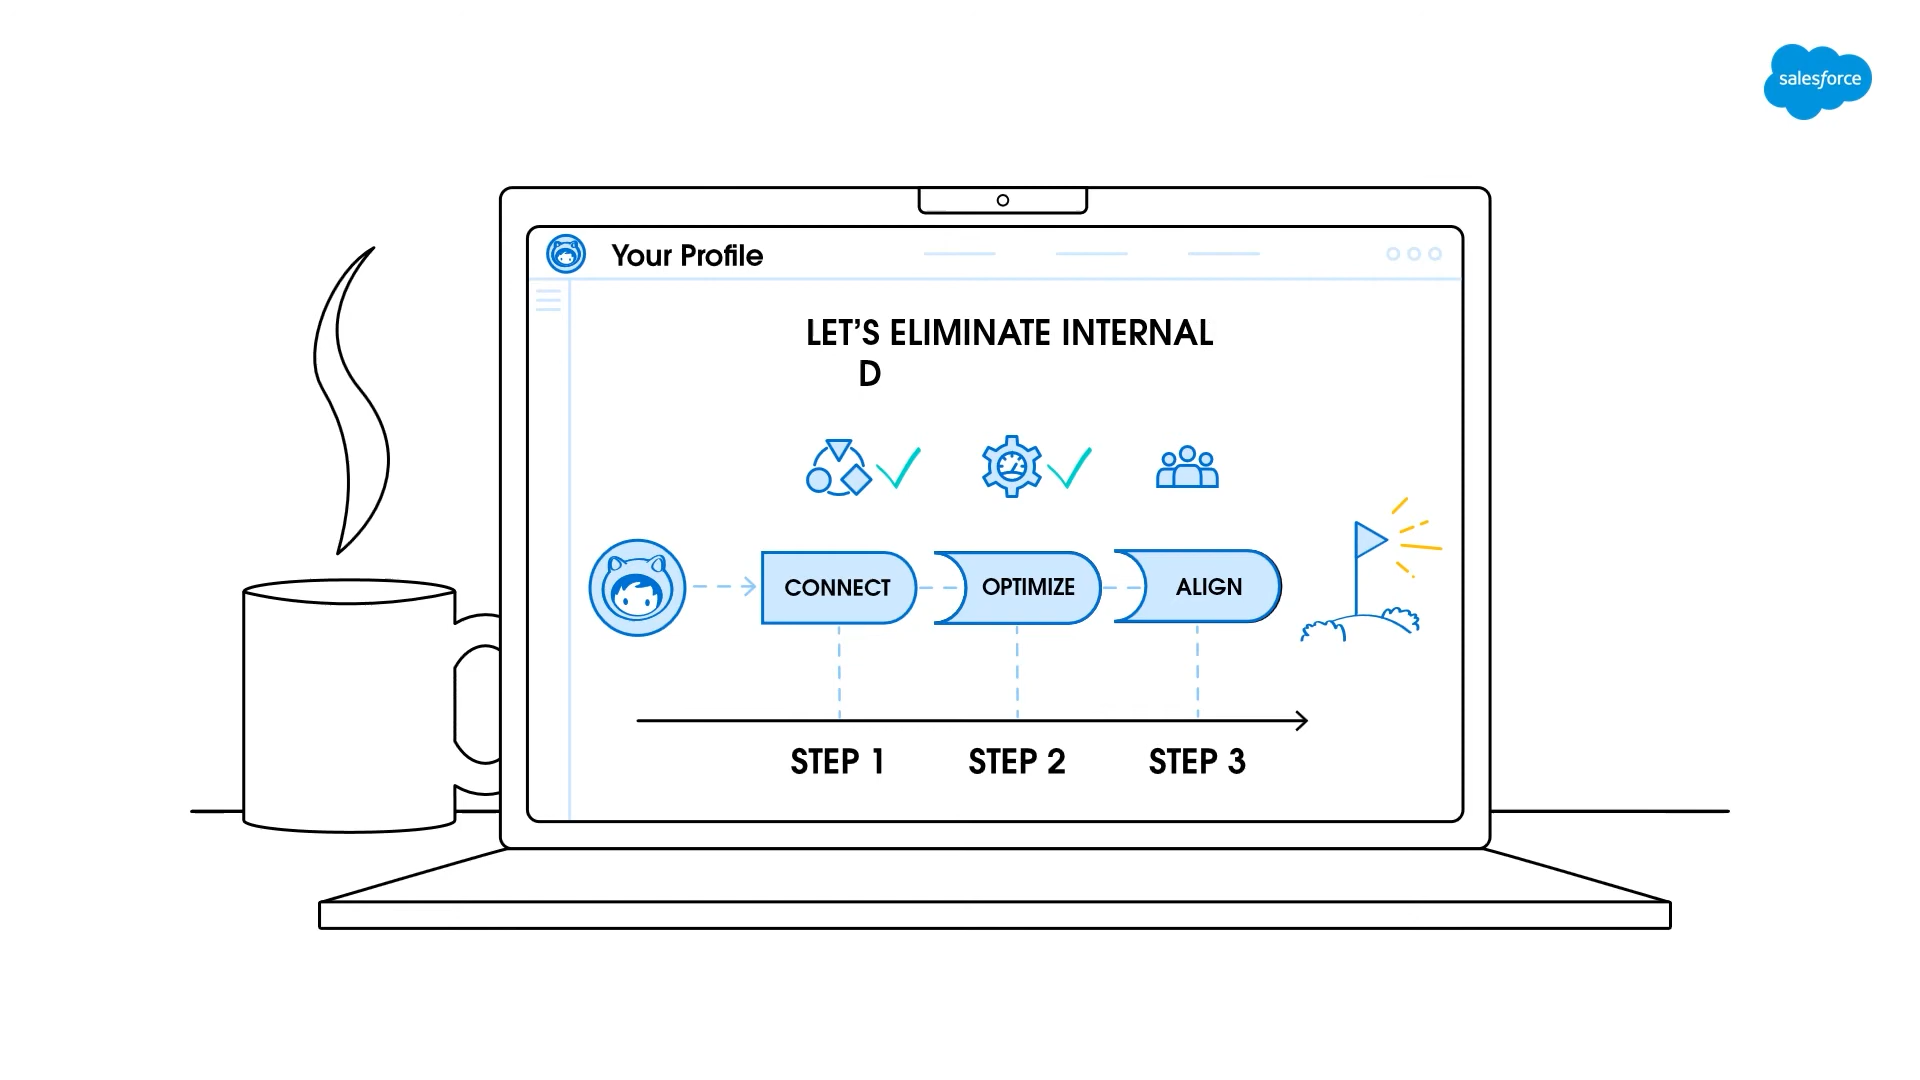 salesforce
Your Profile
LET'S ELIMINATE INTERNAL
D
CONNECT
OPTIMIZE
ALIGN
STEP 1
STEP 2
STEP 3